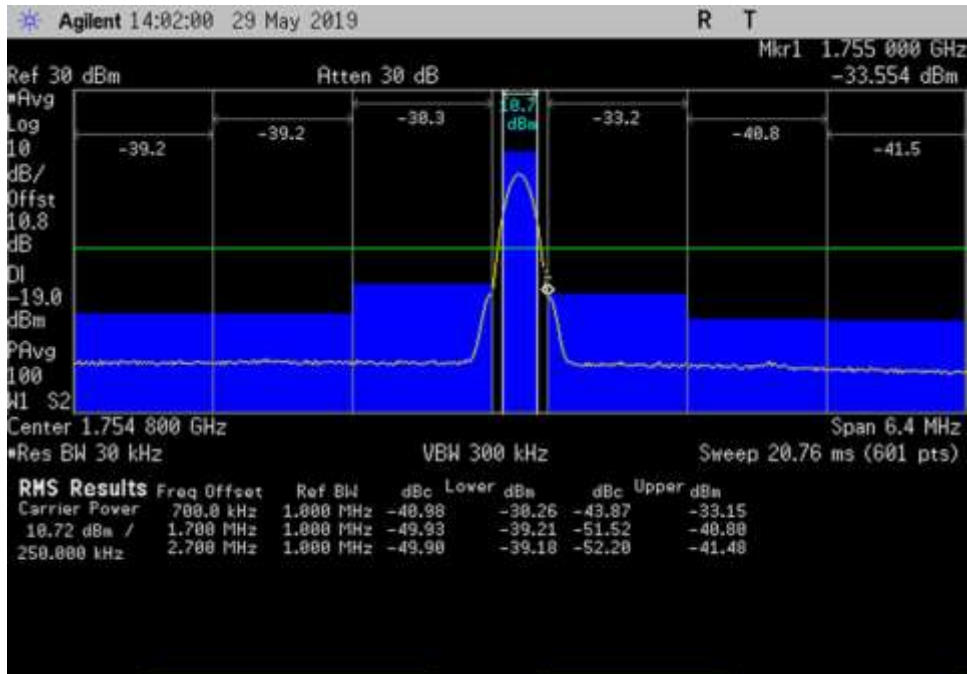 Agilent 14:02:00 29 May 2019 R T
Mkr1 1.755 000 GHz
Ref 30 dBm Atten 30 dB -33.554 dBm
#Avg
Log
10
dB/
Offst
10.8
dB
DI
-19.0
dBm
PAvg
100
W1 S2
-39.2 -39.2 -30.3 10.7 dBm -33.2 -40.8 -41.5
Center 1.754 800 GHz Span 6.4 MHz
#Res BW 30 kHz VBW 300 kHz Sweep 20.76 ms (601 pts)
RMS Results Freq Offset Ref BW dBc Lower dBm dBc Upper dBm
Carrier Power 700.0 kHz 1.000 MHz -40.98 -30.26 -43.87 -33.15
10.72 dBm / 1.700 MHz 1.000 MHz -49.93 -39.21 -51.52 -40.80
250.000 kHz 2.700 MHz 1.000 MHz -49.90 -39.18 -52.20 -41.48